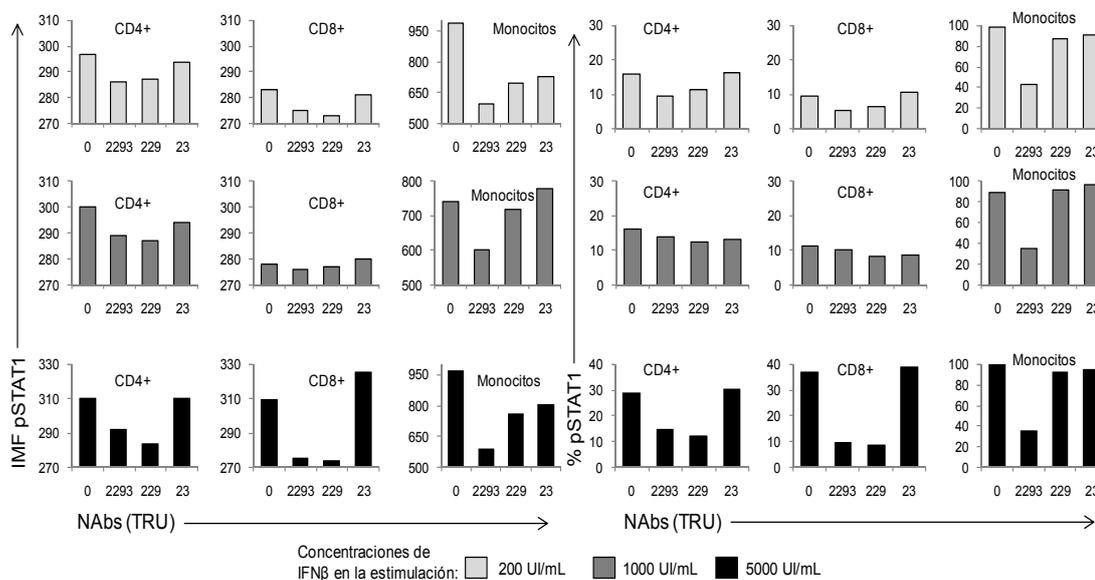 CD4+
CD8+
Monocitos
CD4+
CD8+
Monocitos
310
300
290
280
270
310
300
290
280
270
950
800
650
500
30
20
10
0
30
20
10
0
100
80
60
40
20
0
0 2293 229 23
0 2293 229 23
0 2293 229 23
0 2293 229 23
0 2293 229 23
0 2293 229 23
CD4+
CD8+
Monocitos
CD4+
CD8+
Monocitos
310
300
290
280
270
310
300
290
280
270
800
700
600
500
30
20
10
0
30
20
10
0
100
80
60
40
20
0
0 2293 229 23
0 2293 229 23
0 2293 229 23
0 2293 229 23
0 2293 229 23
0 2293 229 23
CD4+
CD8+
Monocitos
CD4+
CD8+
Monocitos
330
310
290
270
330
310
290
270
950
800
650
500
40
30
20
10
0
40
30
20
10
0
100
80
60
40
20
0
0 2293 229 23
0 2293 229 23
0 2293 229 23
0 2293 229 23
0 2293 229 23
0 2293 229 23
IMF pSTAT1
% pSTAT1
NAbs (TRU)
NAbs (TRU)
Concentraciones de
IFNβ en la estimulación: 200 UI/mL 1000 UI/mL 5000 UI/mL